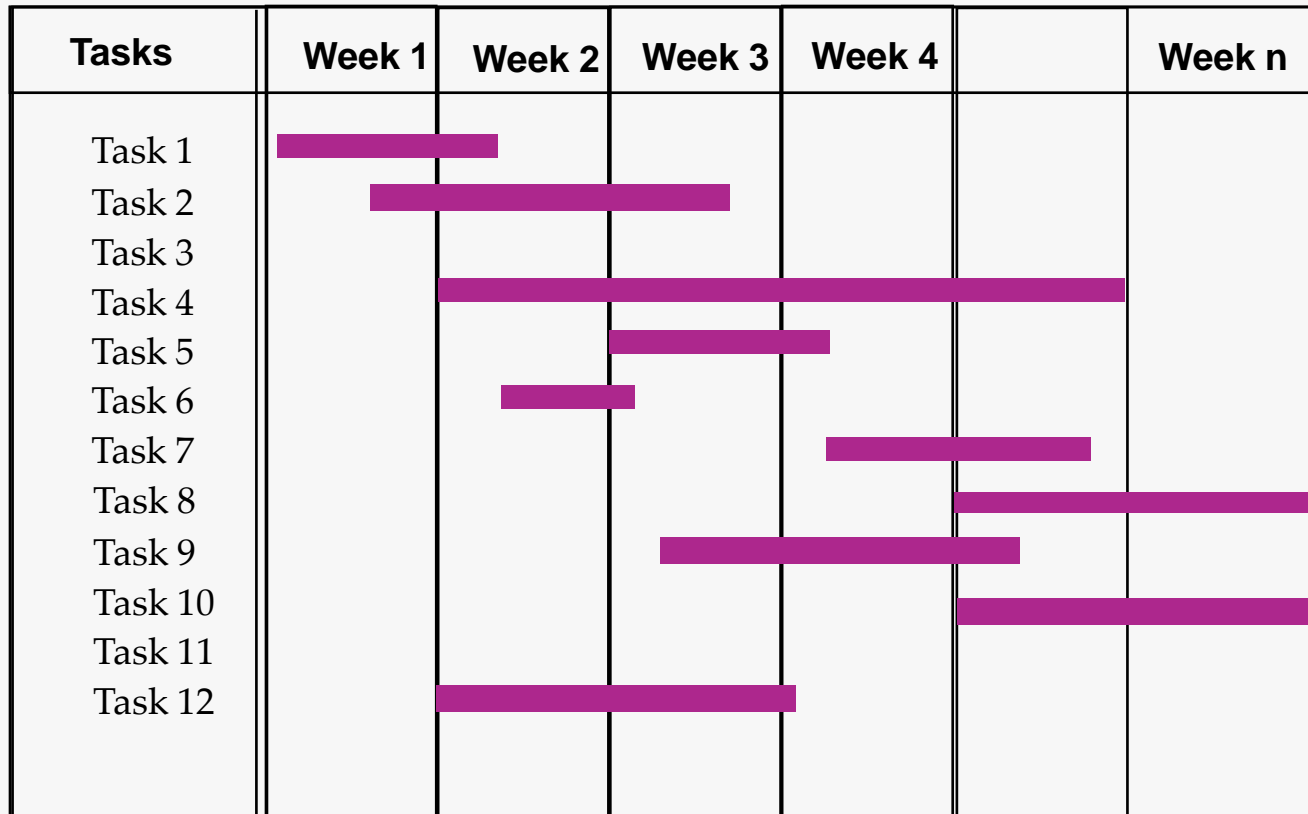 Tasks Week 1 Week 2 Week 3 Week 4 Week n
Task 1
Task 2
Task 3
Task 4
Task 5
Task 6
Task 7
Task 8
Task 9
Task 10
Task 11
Task 12